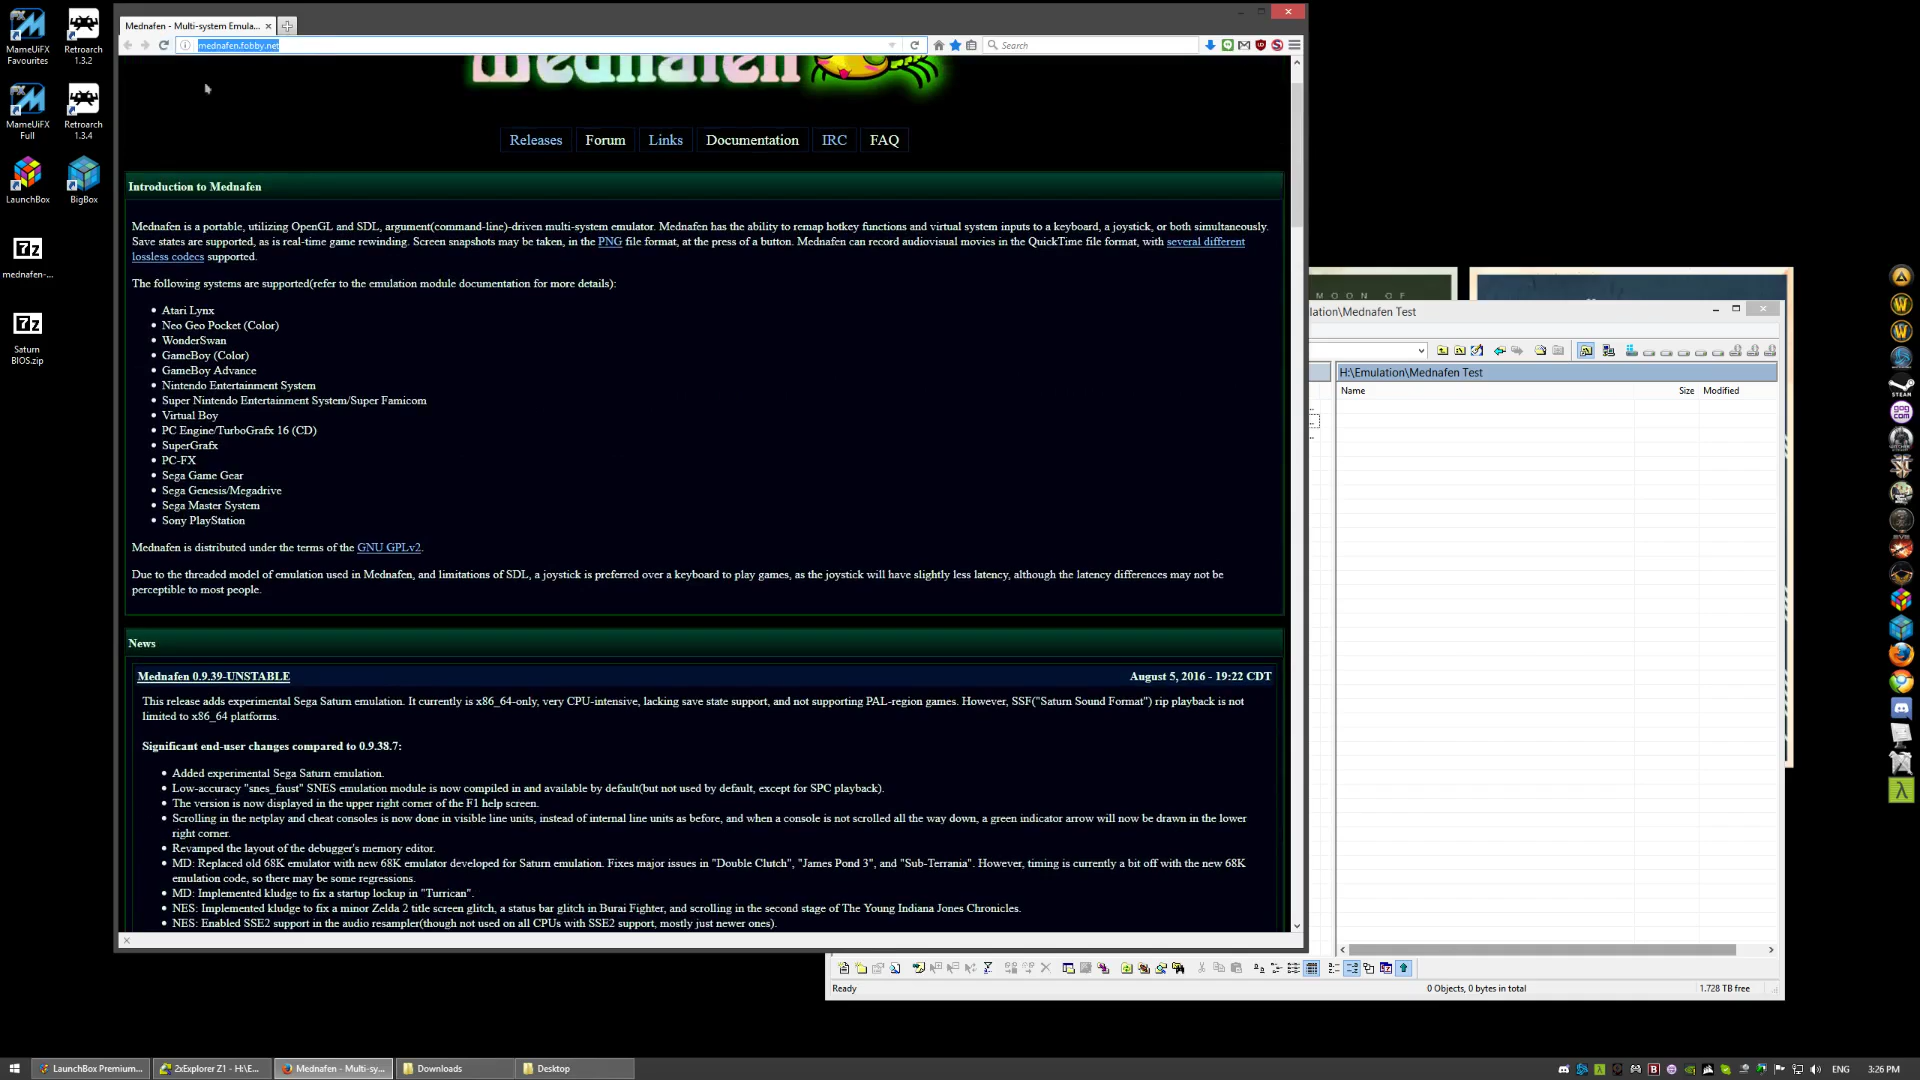 Mednafen - Multi-system Emula...
mednafen.fobby.net
Search
mednafen
Releases
Forum
Links
Documentation
IRC
FAQ
Introduction to Mednafen
Mednafen is a portable, utilizing OpenGL and SDL, argument(command-line)-driven multi-system emulator. Mednafen has the ability to remap hotkey functions and virtual system inputs to a keyboard, a joystick, or both simultaneously.
Save states are supported, as is real-time game rewinding. Screen snapshots may be taken, in the PNG file format, at the press of a button. Mednafen can record audiovisual movies in the QuickTime file format, with several different
lossless codecs supported.
The following systems are supported(refer to the emulation module documentation for more details):
Atari Lynx
Neo Geo Pocket (Color)
WonderSwan
GameBoy (Color)
GameBoy Advance
Nintendo Entertainment System
Super Nintendo Entertainment System/Super Famicom
Virtual Boy
PC Engine/TurboGrafx 16 (CD)
SuperGrafx
PC-FX
Sega Game Gear
Sega Genesis/Megadrive
Sega Master System
Sony PlayStation
Mednafen is distributed under the terms of the GNU GPLv2.
Due to the threaded model of emulation used in Mednafen, and limitations of SDL, a joystick is preferred over a keyboard to play games, as the joystick will have slightly less latency, although the latency differences may not be
perceptible to most people.
News
Mednafen 0.9.39-UNSTABLE
August 5, 2016 - 19:22 CDT
This release adds experimental Sega Saturn emulation. It currently is x86_64-only, very CPU-intensive, lacking save state support, and not supporting PAL-region games. However, SSF("Saturn Sound Format") rip playback is not
limited to x86_64 platforms.
Significant end-user changes compared to 0.9.38.7:
Added experimental Sega Saturn emulation.
Low-accuracy "snes_faust" SNES emulation module is now compiled in and available by default(but not used by default, except for SPC playback).
The version is now displayed in the upper right corner of the F1 help screen.
Scrolling in the netplay and cheat consoles is now done in visible line units, instead of internal line units as before, and when a console is not scrolled all the way down, a green indicator arrow will now be drawn in the lower
right corner.
Revamped the layout of the debugger's memory editor.
MD: Replaced old 68K emulator with new 68K emulator developed for Saturn emulation. Fixes major issues in "Double Clutch", "James Pond 3", and "Sub-Terrania". However, timing is currently a bit off with the new 68K
emulation code, so there may be some regressions.
MD: Implemented kludge to fix a startup lockup in "Turrican".
NES: Implemented kludge to fix a minor Zelda 2 title screen glitch, a status bar glitch in Burai Fighter, and scrolling in the second stage of The Young Indiana Jones Chronicles.
NES: Enabled SSE2 support in the audio resampler(though not used on all CPUs with SSE2 support, mostly just newer ones).
MameUiFX
Favourites
Retroarch
1.3.2
MameUiFX
Full
Retroarch
1.3.4
LaunchBox
BigBox
7z
mednafen-...
7z
Saturn
BIOS.zip
MOON OF
lation\Mednafen Test
H:\Emulation\Mednafen Test
Name
Size
Modified
Ready
0 Objects, 0 bytes in total
1.728 TB free
STEAM
GOG
COM
EVE
LaunchBox Premium...
2xExplorer Z1 - H:\E...
Mednafen - Multi-sy...
Downloads
Desktop
ENG
3:26 PM